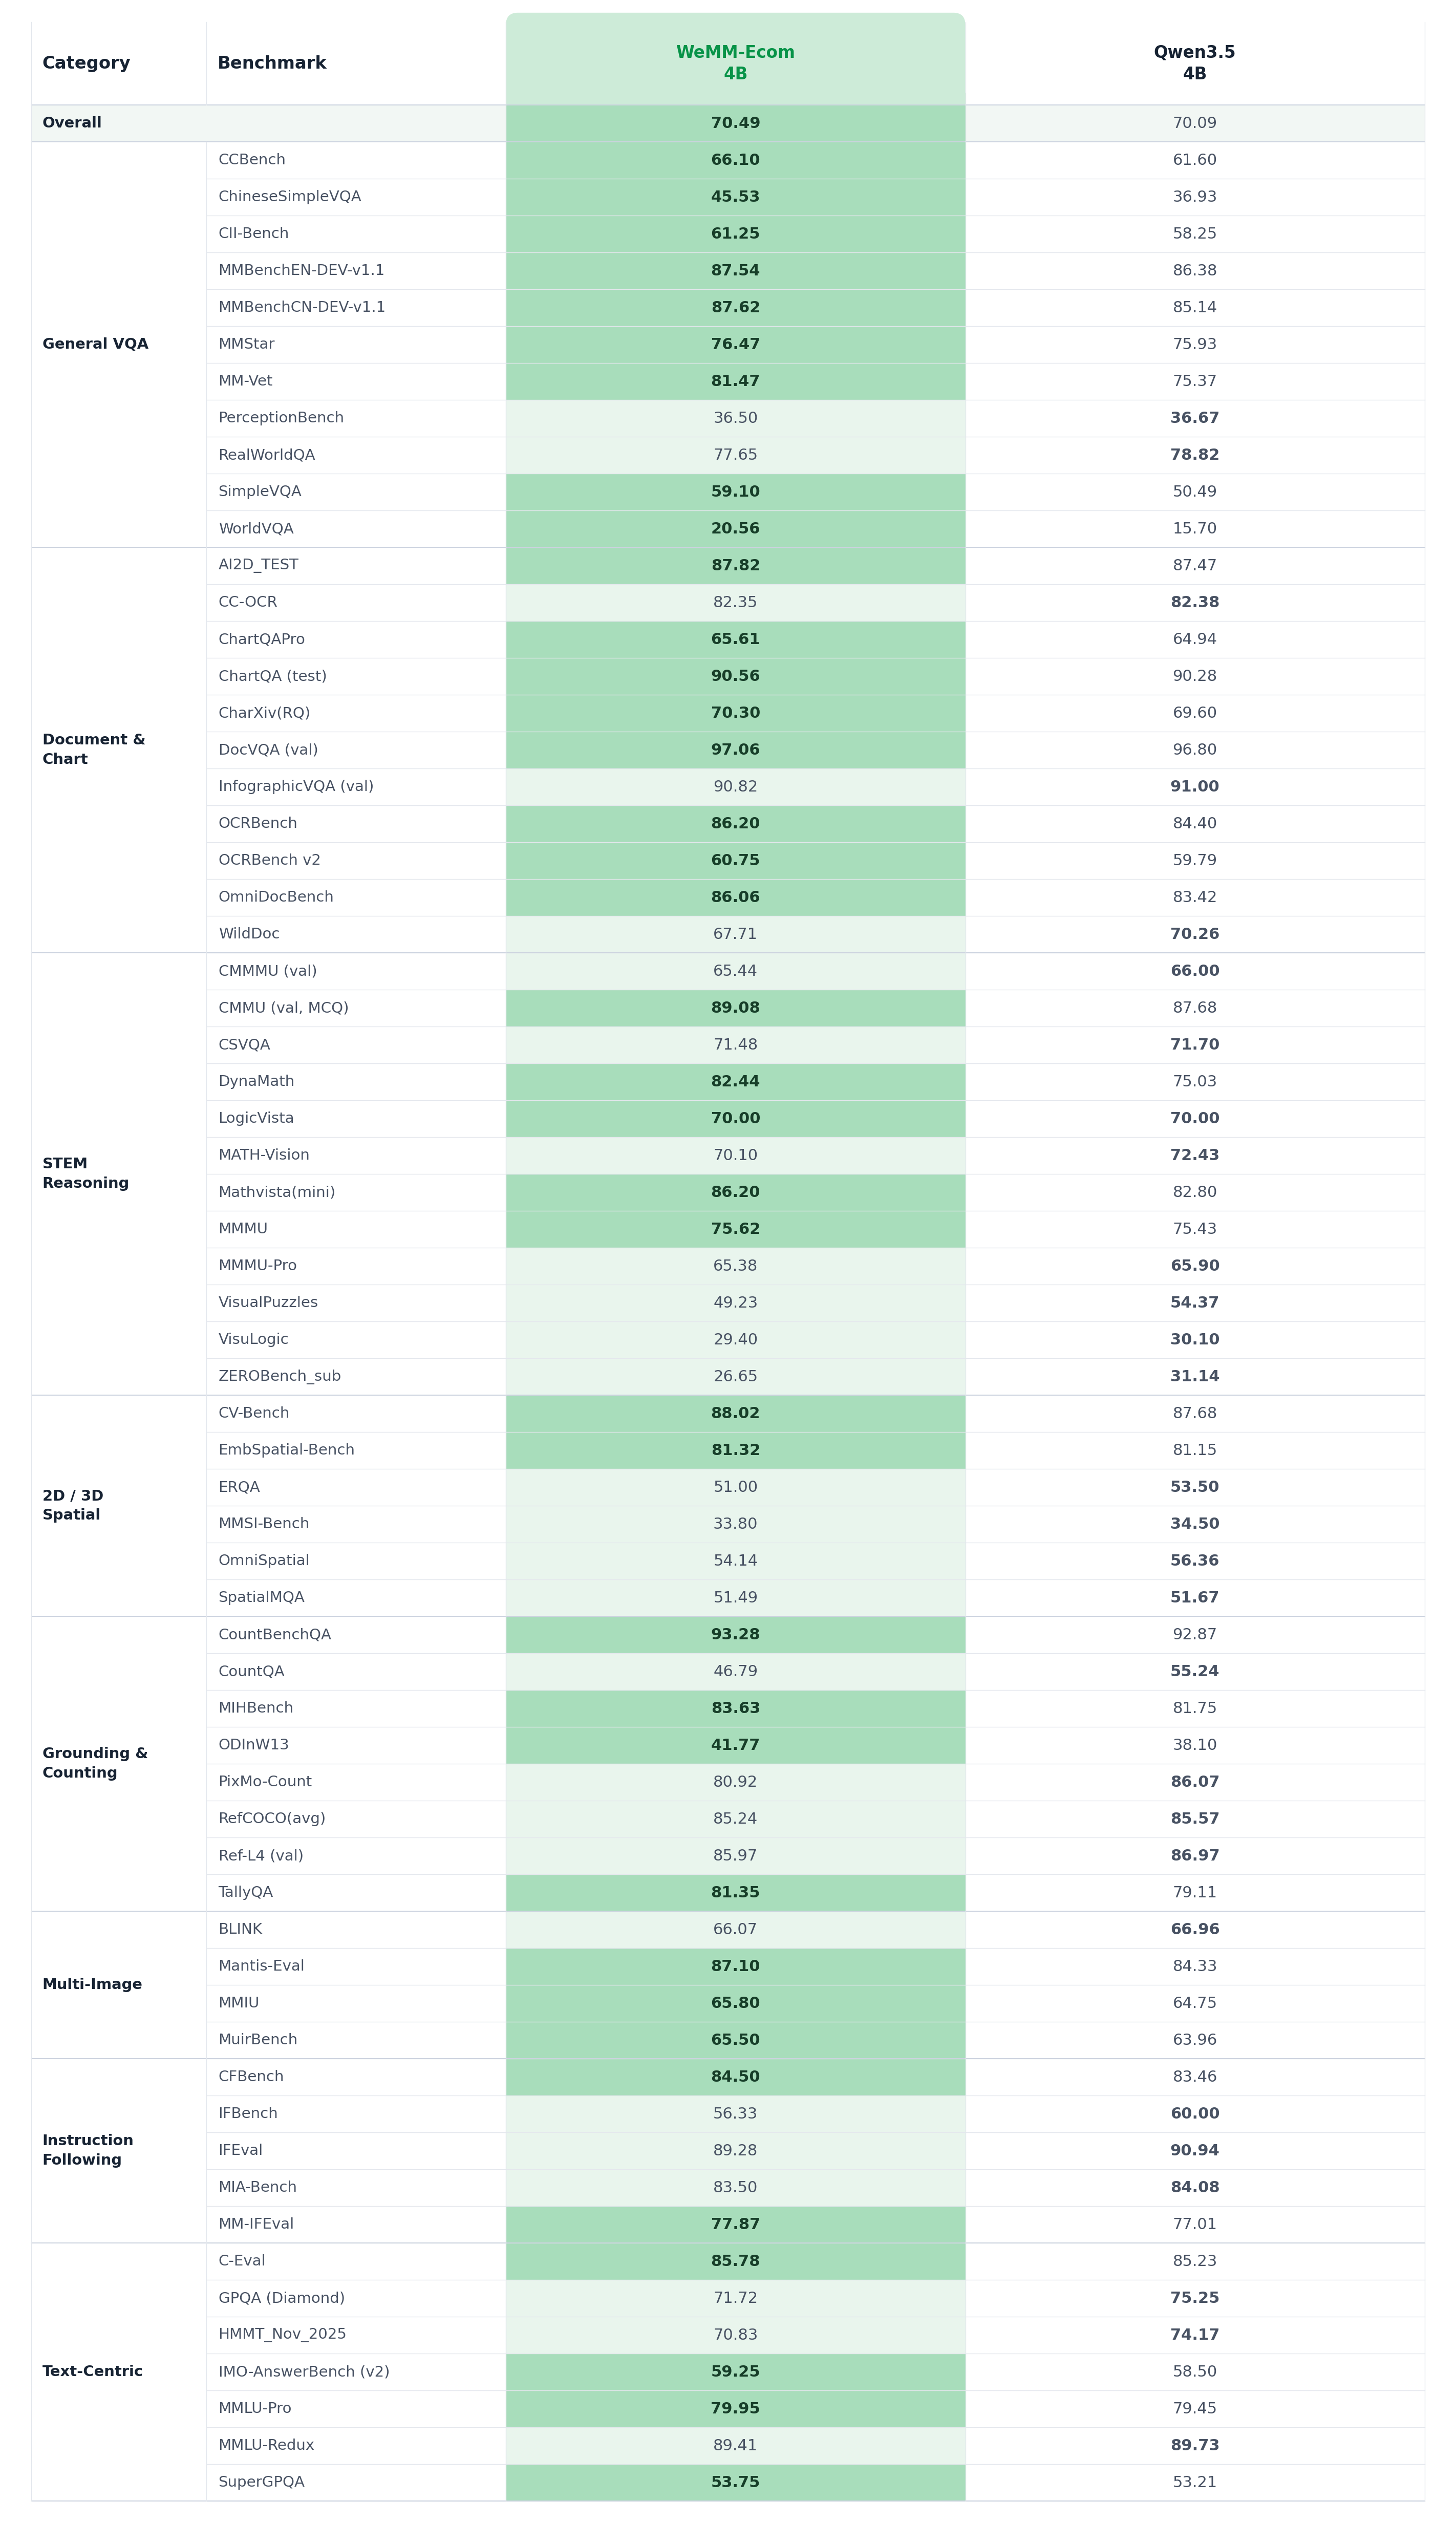 Category Benchmark WeMM-Ecom 4B Qwen3.5 4B
Overall 70.49 70.09
General VQA
CCBench 66.10 61.60
ChineseSimpleVQA 45.53 36.93
CII-Bench 61.25 58.25
MMBenchEN-DEV-v1.1 87.54 86.38
MMBenchCN-DEV-v1.1 87.62 85.14
MMStar 76.47 75.93
MM-Vet 81.47 75.37
PerceptionBench 36.50 36.67
RealWorldQA 77.65 78.82
SimpleVQA 59.10 50.49
WorldVQA 20.56 15.70
Document & Chart
AI2D_TEST 87.82 87.47
CC-OCR 82.35 82.38
ChartQAPro 65.61 64.94
ChartQA (test) 90.56 90.28
CharXiv(RQ) 70.30 69.60
DocVQA (val) 97.06 96.80
InfographicVQA (val) 90.82 91.00
OCRBench 86.20 84.40
OCRBench v2 60.75 59.79
OmniDocBench 86.06 83.42
WildDoc 67.71 70.26
STEM Reasoning
CMMMU (val) 65.44 66.00
CMMU (val, MCQ) 89.08 87.68
CSVQA 71.48 71.70
DynaMath 82.44 75.03
LogicVista 70.00 70.00
MATH-Vision 70.10 72.43
Mathvista(mini) 86.20 82.80
MMMU 75.62 75.43
MMMU-Pro 65.38 65.90
VisualPuzzles 49.23 54.37
VisuLogic 29.40 30.10
ZEROBench_sub 26.65 31.14
2D / 3D Spatial
CV-Bench 88.02 87.68
EmbSpatial-Bench 81.32 81.15
ERQA 51.00 53.50
MMSI-Bench 33.80 34.50
OmniSpatial 54.14 56.36
SpatialMQA 51.49 51.67
Grounding & Counting
CountBenchQA 93.28 92.87
CountQA 46.79 55.24
MIHBench 83.63 81.75
ODInW13 41.77 38.10
PixMo-Count 80.92 86.07
RefCOCO(avg) 85.24 85.57
Ref-L4 (val) 85.97 86.97
TallyQA 81.35 79.11
Multi-Image
BLINK 66.07 66.96
Mantis-Eval 87.10 84.33
MMIU 65.80 64.75
MuirBench 65.50 63.96
Instruction Following
CFBench 84.50 83.46
IFBench 56.33 60.00
IFEval 89.28 90.94
MIA-Bench 83.50 84.08
MM-IFEval 77.87 77.01
Text-Centric
C-Eval 85.78 85.23
GPQA (Diamond) 71.72 75.25
HMMT_Nov_2025 70.83 74.17
IMO-AnswerBench (v2) 59.25 58.50
MMLU-Pro 79.95 79.45
MMLU-Redux 89.41 89.73
SuperGPQA 53.75 53.21